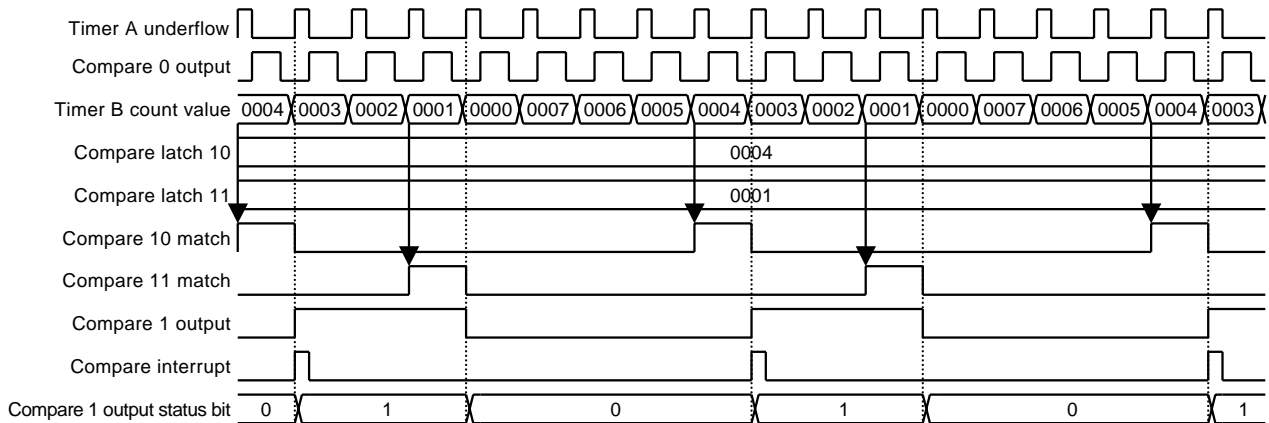 Timer A underflow
Compare 0 output
Timer B count value 0004 0003 0002 0001 0000 0007 0006 0005 0004 0003 0002 0001 0000 0007 0006 0005 0004 0003
Compare latch 10 0004
Compare latch 11 0001
Compare 10 match
Compare 11 match
Compare 1 output
Compare interrupt
Compare 1 output status bit 0 1 0 1 0 1